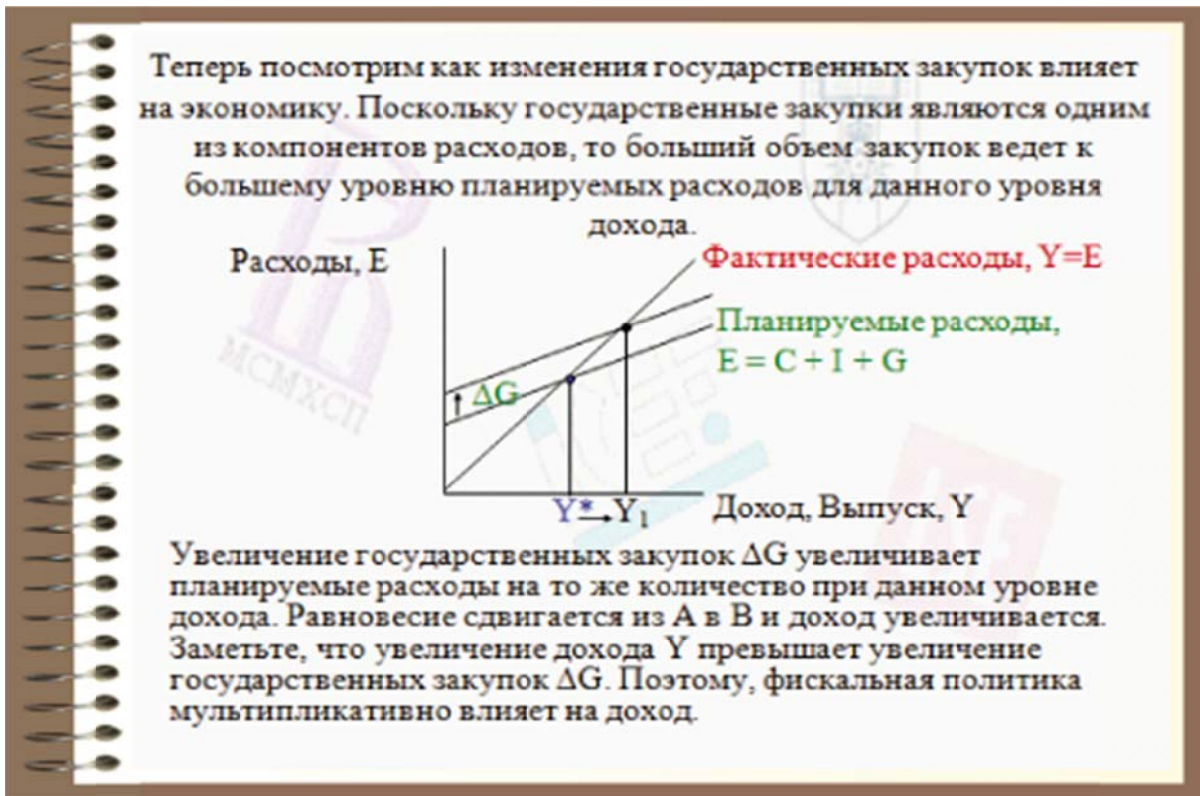 Теперь посмотрим как изменения государственных закупок влияет
на экономику. Поскольку государственные закупки являются одним
из компонентов расходов, то больший объем закупок ведет к
большему уровню планируемых расходов для данного уровня
дохода.
Расходы, E
Фактические расходы, Y=E
Планируемые расходы,
E = C + I + G
ΔG
МСМХСII
Y* → Y₁
Доход, Выпуск, Y
Увеличение государственных закупок ΔG увеличивает
планируемые расходы на то же количество при данном уровне
дохода. Равновесие сдвигается из А в В и доход увеличивается.
Заметьте, что увеличение дохода Y превышает увеличение
государственных закупок ΔG. Поэтому, фискальная политика
мультипликативно влияет на доход.